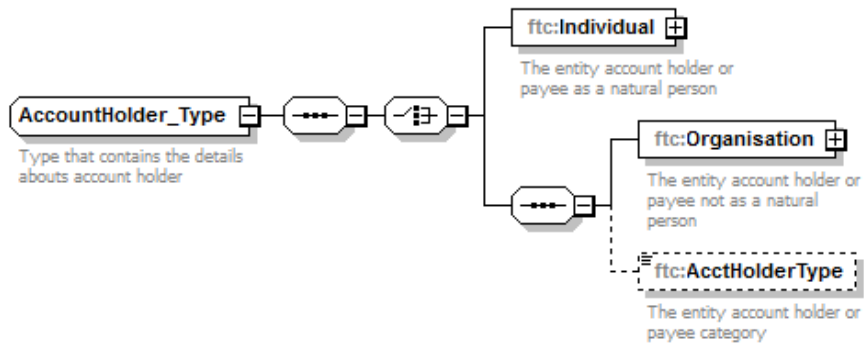 ftc:Individual
The entity account holder or
payee as a natural person
AccountHolder_Type
Type that contains the details
abouts account holder
ftc:Organisation
The entity account holder or
payee not as a natural
person
ftc:AcctHolderType
The entity account holder or
payee category